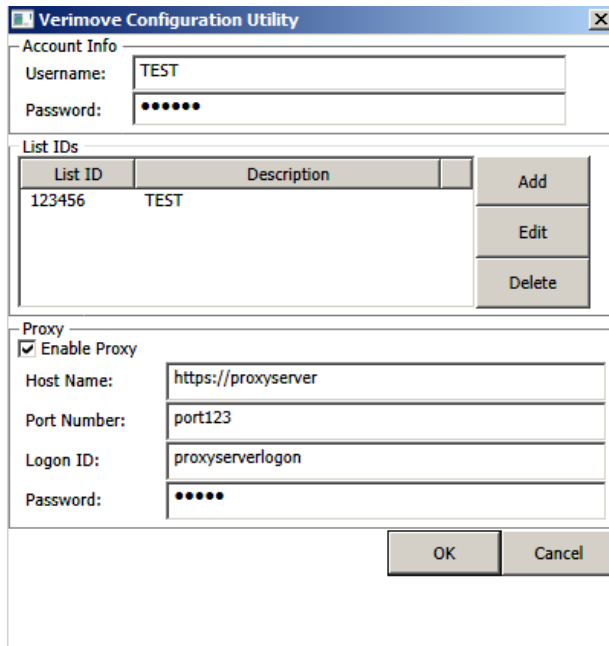 Verimove Configuration Utility
Account Info
Username: TEST
Password: ••••••
List IDs
List ID Description
123456 TEST
Add
Edit
Delete
Proxy
Enable Proxy
Host Name: https://proxyserver
Port Number: port123
Logon ID: proxyserverlogon
Password: •••••
OK Cancel